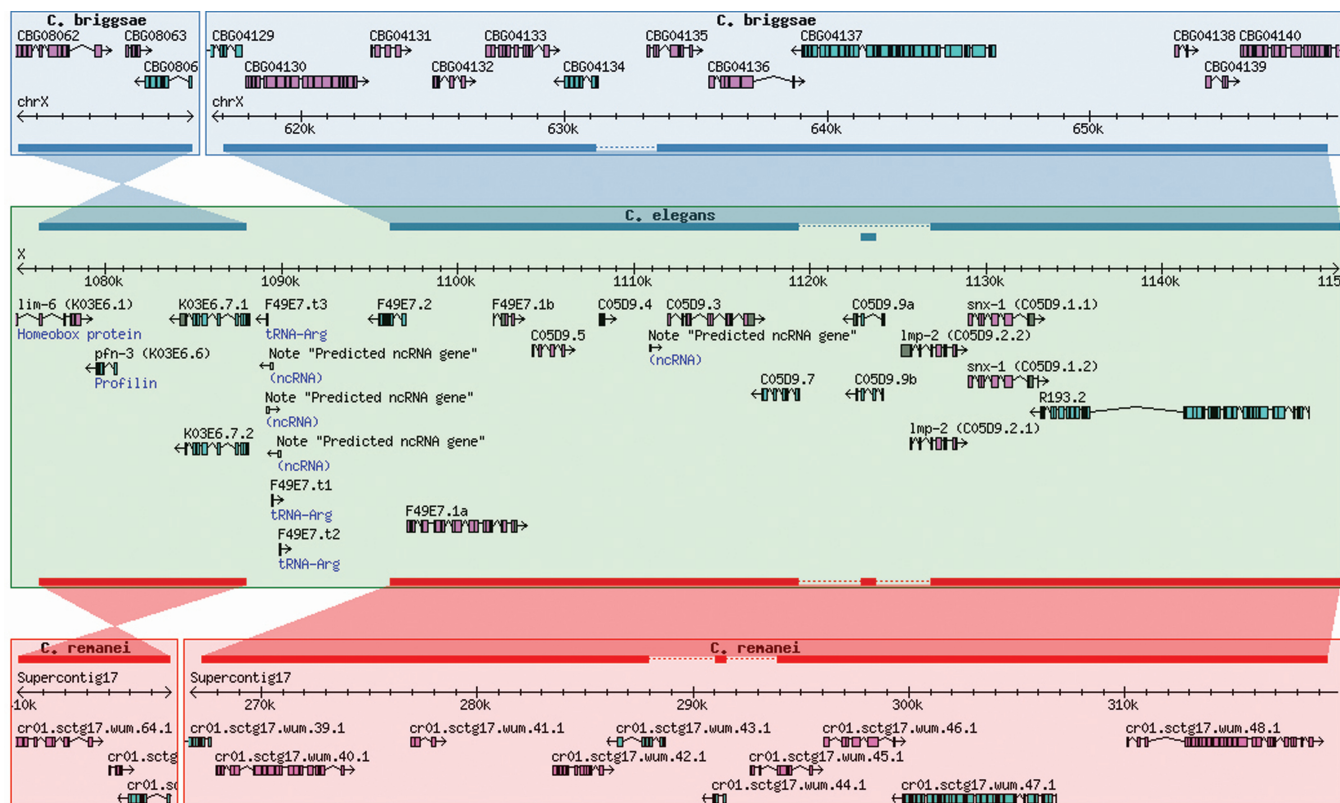 C. briggsae
C. briggsae
CBG08062
CBG08063
CBG0806
CBG04129
CBG04130
CBG04131
CBG04132
CBG04133
CBG04134
CBG04135
CBG04136
CBG04137
CBG04138
CBG04139
CBG04140
chrX
chrX
620k
630k
640k
650k
C. elegans
X
1080k
1090k
1100k
1110k
1120k
1130k
1140k
115
lim-6 (K03E6.1)
Homeobox protein
K03E6.7.1
F49E7.t3
tRNA-Arg
F49E7.2
F49E7.1b
C05D9.4
C05D9.3
C05D9.9a
snx-1 (C05D9.1.1)
pfn-3 (K03E6.6)
Profilin
Note "Predicted ncRNA gene"
(ncRNA)
C05D9.5
Note "Predicted ncRNA gene"
(ncRNA)
lmp-2 (C05D9.2.2)
C05D9.7
C05D9.9b
snx-1 (C05D9.1.2)
Note "Predicted ncRNA gene"
(ncRNA)
R193.2
K03E6.7.2
Note "Predicted ncRNA gene"
(ncRNA)
lmp-2 (C05D9.2.1)
F49E7.t1
tRNA-Arg
F49E7.1a
F49E7.t2
tRNA-Arg
C. remanei
C. remanei
Supercontig17
Supercontig17
10k
270k
280k
290k
300k
310k
cr01.sctg17.wum.64.1
cr01.sctg
cr01.sc
cr01.sctg17.wum.39.1
cr01.sctg17.wum.40.1
cr01.sctg17.wum.41.1
cr01.sctg17.wum.42.1
cr01.sctg17.wum.43.1
cr01.sctg17.wum.44.1
cr01.sctg17.wum.45.1
cr01.sctg17.wum.46.1
cr01.sctg17.wum.47.1
cr01.sctg17.wum.48.1